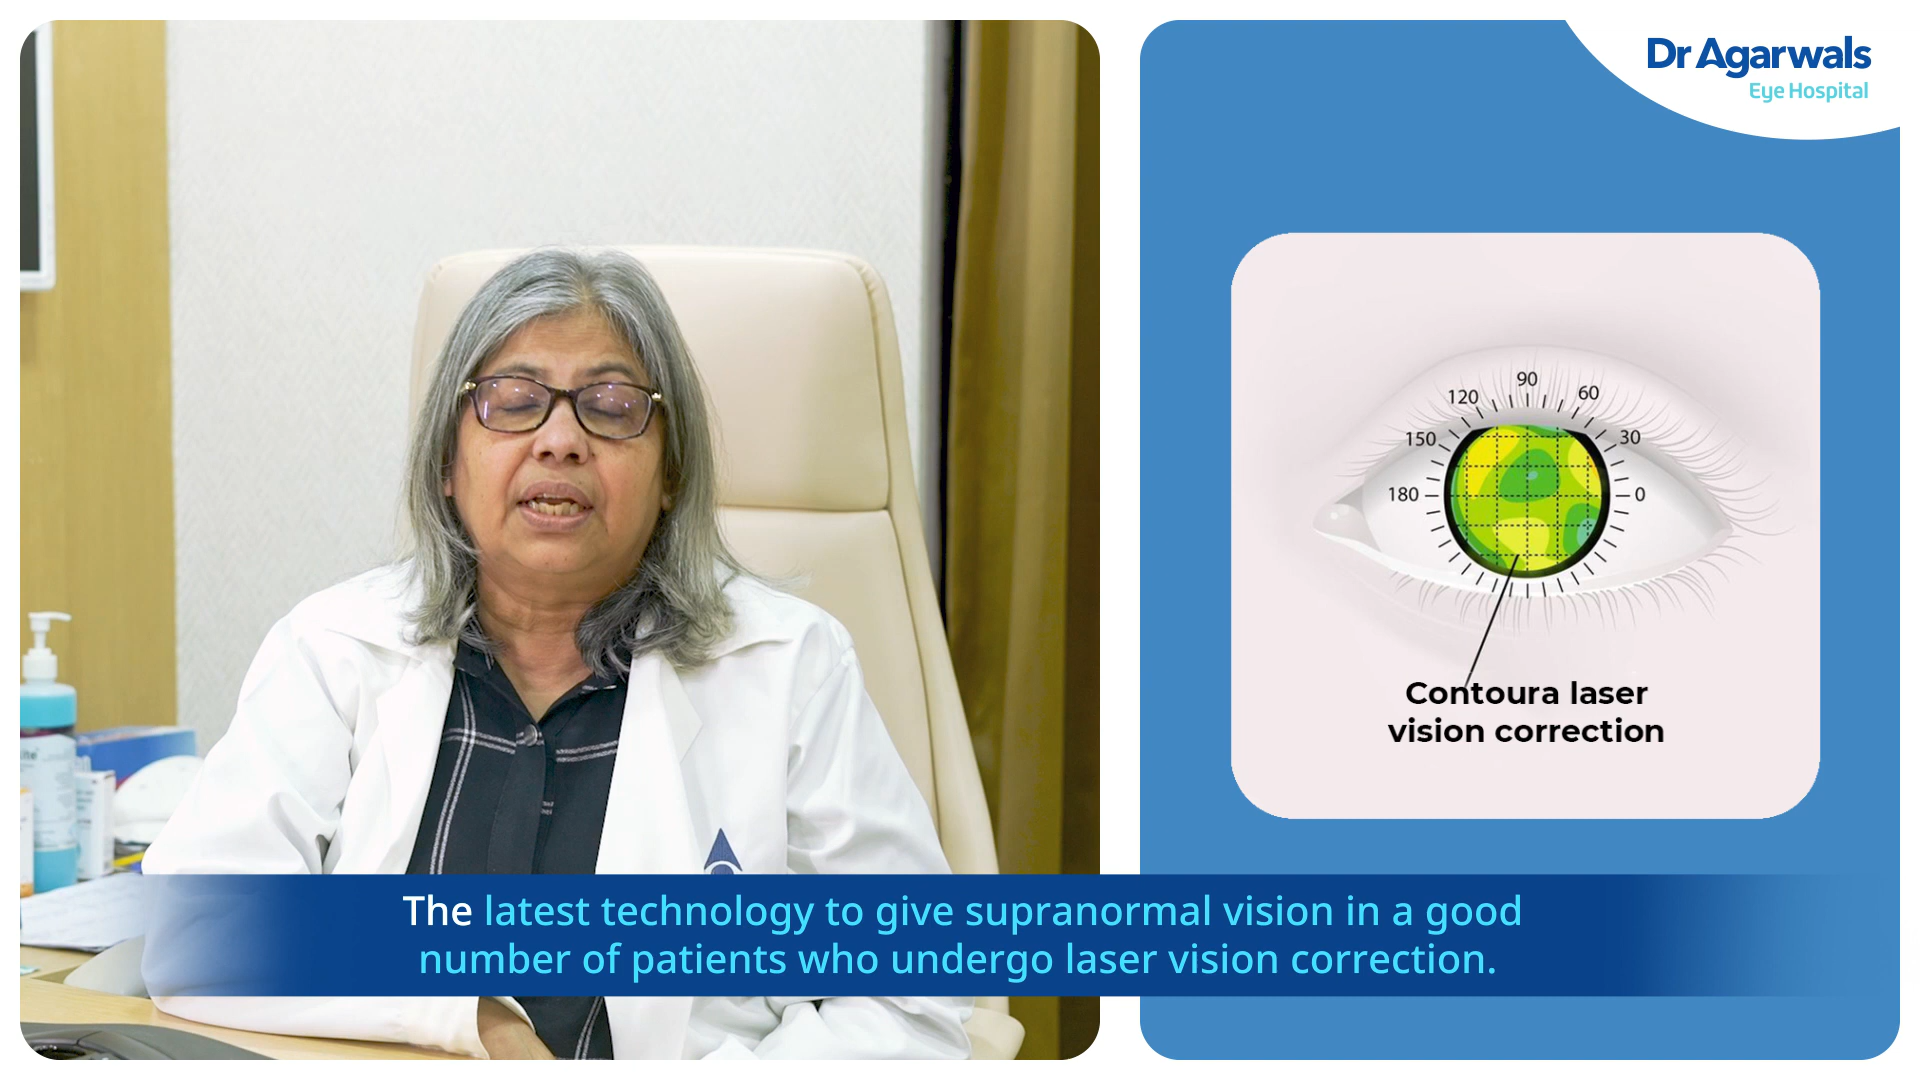 Dr Agarwals
Eye Hospital
90
120
60
150
30
180
0
Contoura laser
vision correction
The latest technology to give supranormal vision in a good
number of patients who undergo laser vision correction.